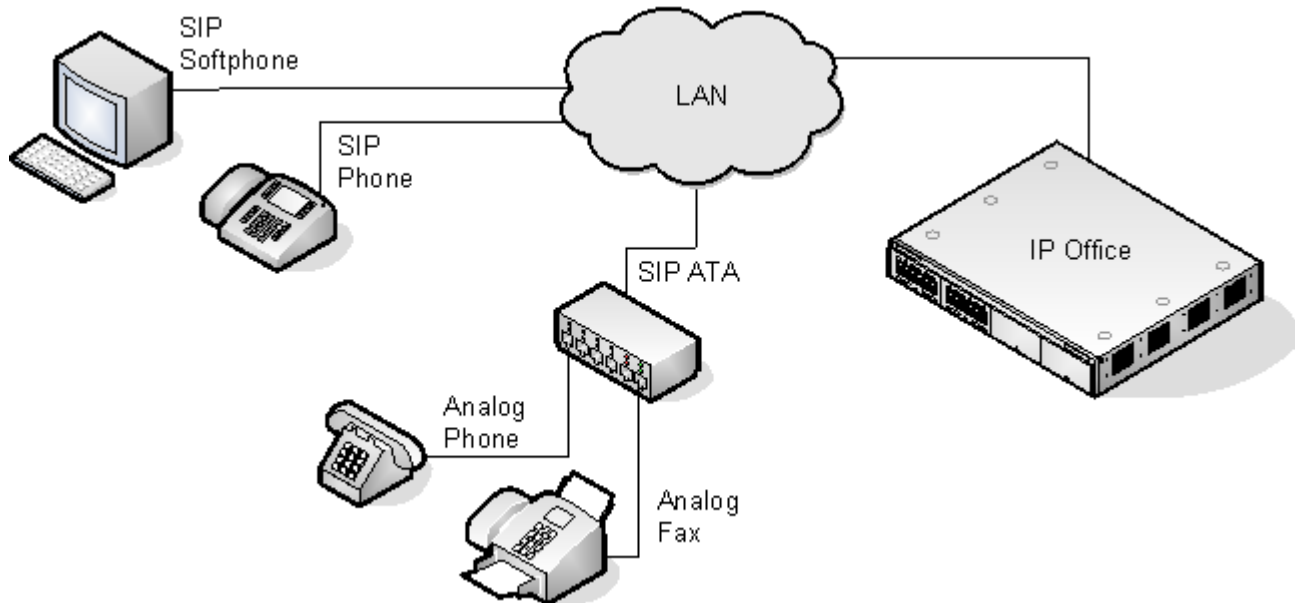 SIP
Softphone
LAN
SIP
Phone
IP Office
SIP ATA
Analog
Phone
Analog
Fax